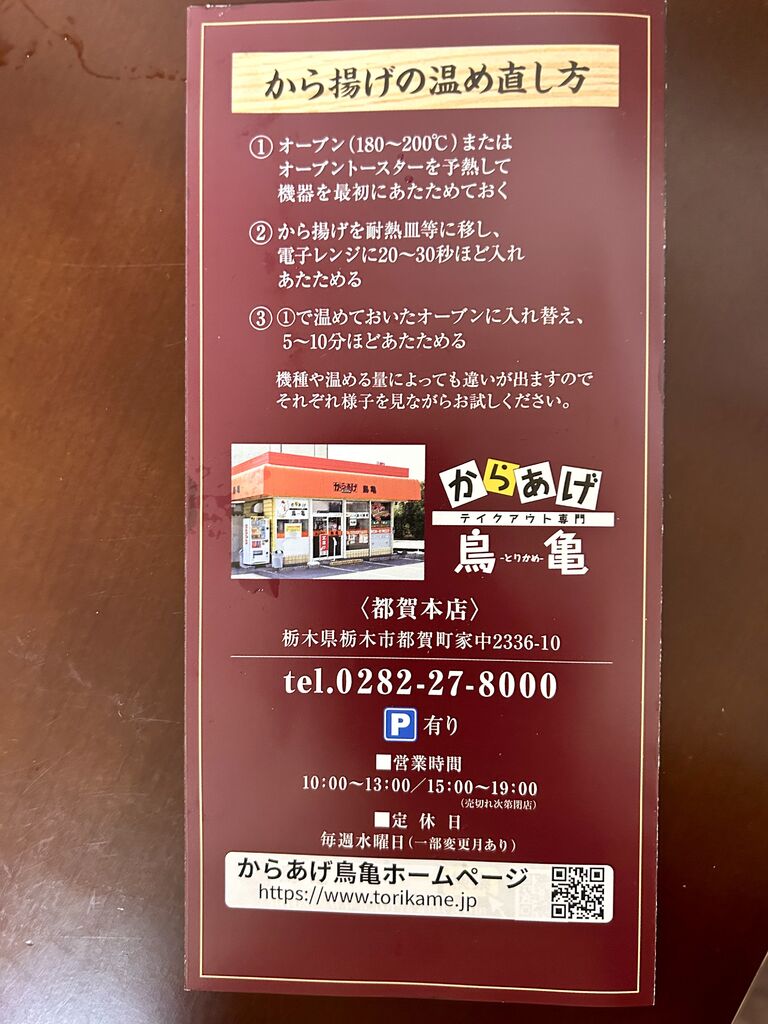 から揚げの温め直し方
① オーブン(180〜200℃)または
オーブントースターを予熱して
機器を最初にあたためておく
② から揚げを耐熱皿等に移し、
電子レンジに20〜30秒ほど入れ
あたためる
③ ①で温めておいたオーブンに入れ替え、
5〜10分ほどあたためる
機種や温める量によっても違いが出ますので
それぞれ様子を見ながらお試しください。
からあげ 鳥亀
からあげ
テイクアウト専門
鳥 -とりかめ- 亀
〈都賀本店〉
栃木県栃木市都賀町家中2336-10
tel.0282-27-8000
P 有り
■営業時間
10:00〜13:00/15:00〜19:00
(売切れ次第閉店)
■定 休 日
毎週水曜日(一部変更月あり)
からあげ鳥亀ホームページ
https://www.torikame.jp